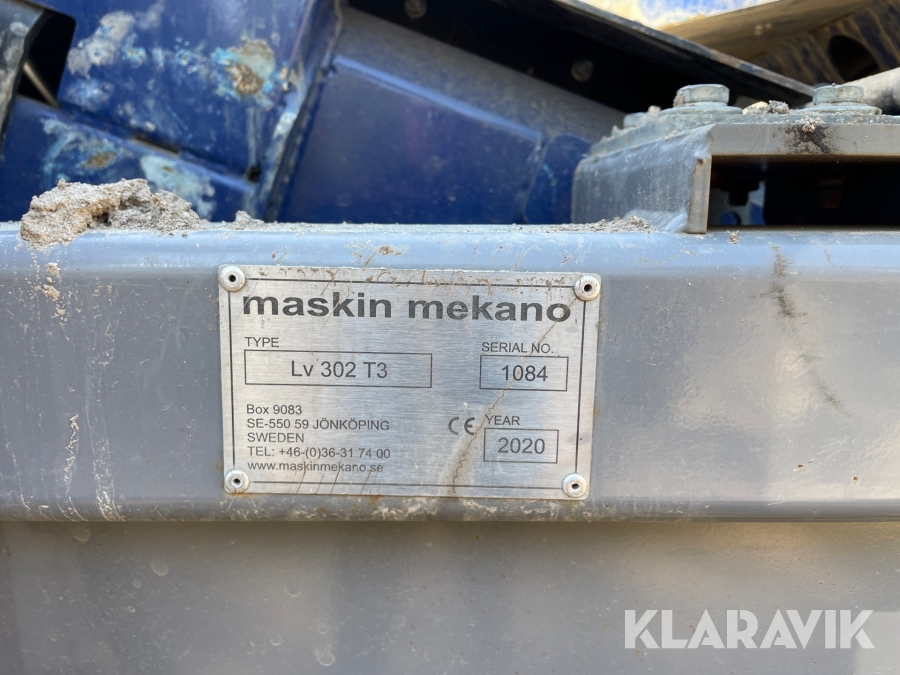 maskin mekano
TYPE
Lv 302 T3
SERIAL NO.
1084
Box 9083
SE-550 59 JÖNKÖPING
SWEDEN
TEL: +46-(0)36-31 74 00
www.maskinmekano.se
CE
YEAR
2020
KLARAVIK